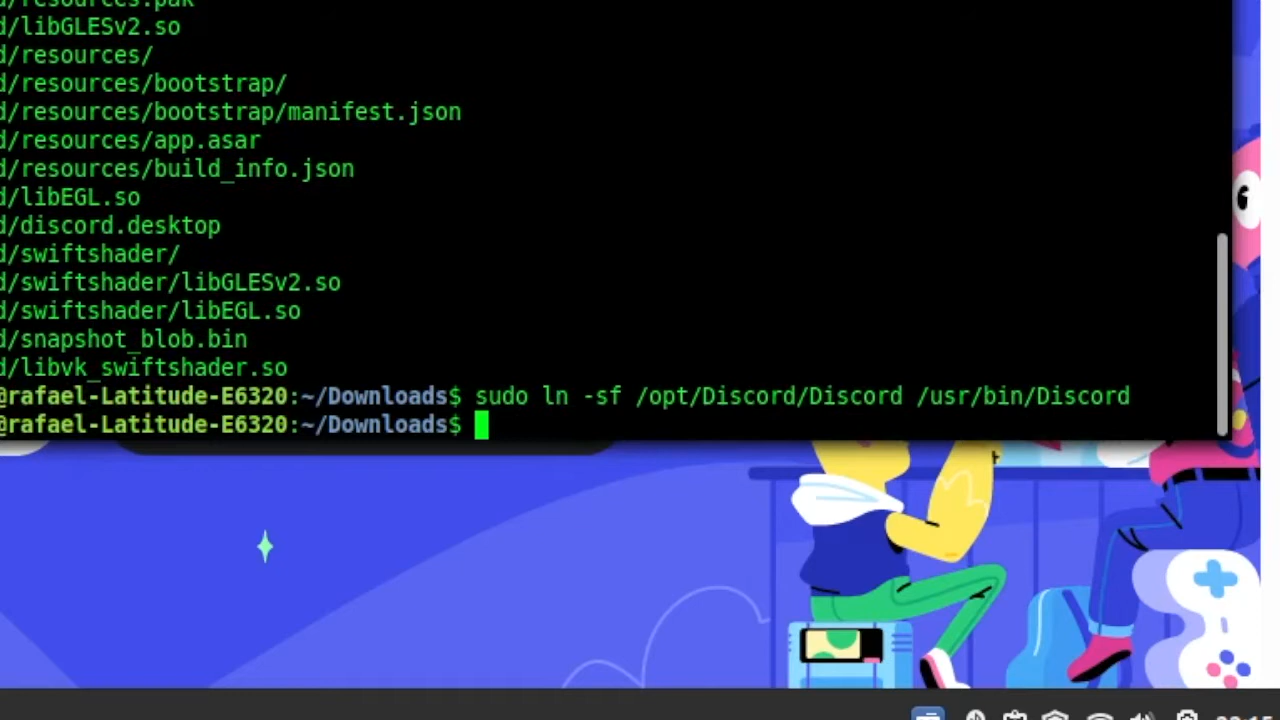 d/resources.pak
d/libGLESv2.so
d/resources/
d/resources/bootstrap/
d/resources/bootstrap/manifest.json
d/resources/app.asar
d/resources/build_info.json
d/libEGL.so
d/discord.desktop
d/swiftshader/
d/swiftshader/libGLESv2.so
d/swiftshader/libEGL.so
d/snapshot_blob.bin
d/libvk_swiftshader.so
@rafael-Latitude-E6320:~/Downloads$ sudo ln -sf /opt/Discord/Discord /usr/bin/Discord
@rafael-Latitude-E6320:~/Downloads$